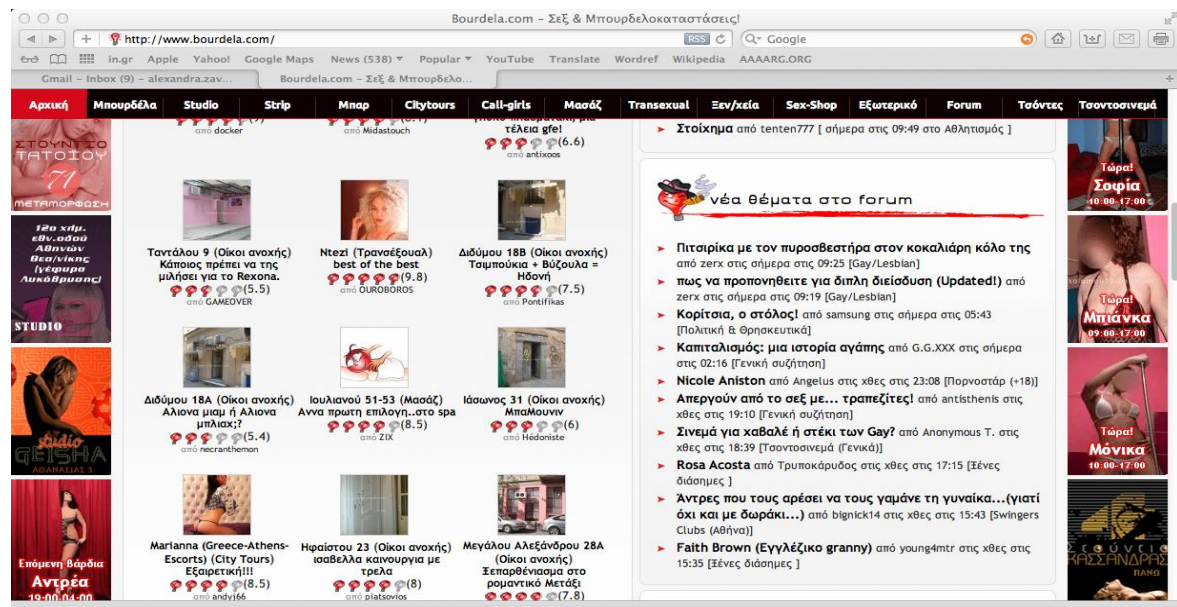 Bourdela.com – Σεξ & Μπουρδελοκαταστάσεις!
http://www.bourdela.com/
RSS
Google
in.gr Apple Yahoo! Google Maps News (538) Popular YouTube Translate Wordref Wikipedia AAAARG.ORG
Gmail – Inbox (9) – alexandra.zav...
Bourdela.com – Σεξ & Μπουρδελο...
Αρχική Μπουρδέλα Studio Strip Μπαρ Citytours Call-girls Μασάζ Transexual Ξεν/χεία Sex-Shop Εξωτερικό Forum Τσόντες Τσοντοσινεμά
ΣΤΟΥΝΤΙΟ
ΤΑΤΟΪΟΥ
71
ΜΕΤΑΜΟΡΦΩΣΗ
12ο χλμ.
εθν.οδού
Αθηνών
Θεσ/νίκης
[γέφυρα
Λυκόβρυσης]
STUDIO
studio
GEISHA
ΑΘΑΝΑΣΙΑΣ 3
Επόμενη Βάρδια
Αντρέα
19:00-04:00
από docker
από Midastouch
τέλεια gfe!
(6.6)
από antixoos
Ταντάλου 9 (Οίκοι ανοχής)
Κάποιος πρέπει να της
μιλήσει για το Rexona.
(5.5)
από GAMEOVER
Ntezi (Τρανσέξουαλ)
best of the best
(9.8)
από OUROBOROS
Διδύμου 18Β (Οίκοι ανοχής)
Τσιμπούκια + Βύζουλα =
Ηδονή
(7.5)
από Pontifikas
Διδύμου 18Α (Οίκοι ανοχής)
Αλιονα μιαμ ή Αλιονα
μπλιαχ;?
(5.4)
από necranthemon
Ιουλιανού 51-53 (Μασάζ)
Αννα πρωτη επιλογη..στο spa
(8.5)
από ZIX
Ιάσωνος 31 (Οίκοι ανοχής)
ΜπαΜουνιν
(6)
από Hédoniste
Marianna (Greece-Athens-
Escorts) (City Tours)
Εξαιρετική!!!
(8.5)
από andyj66
Ηφαίστου 23 (Οίκοι ανοχής)
ισαβελλα καινουργια με
τρελα
(8)
από piatsovios
Μεγάλου Αλεξάνδρου 28Α
(Οίκοι ανοχής)
Ξεπαρθένιασμα στο
ρομαντικό Μετάξι
(7.8)
Στοίχημα από tenten777 [ σήμερα στις 09:49 στο Αθλητισμός ]
νέα θέματα στο forum
Πιτσιρίκα με τον πυροσβεστήρα στον κοκαλιάρη κόλο της
από zerx στις σήμερα στις 09:25 [Gay/Lesbian]
πως να προπονηθειτε για διπλη διείσδυση (Updated!) από
zerx στις σήμερα στις 09:19 [Gay/Lesbian]
Κορίτσια, ο στόλος! από samsung στις σήμερα στις 05:43
[Πολιτική & Θρησκευτικά]
Καπιταλισμός: μια ιστορία αγάπης από G.G.XXX στις σήμερα
στις 02:16 [Γενική συζήτηση]
Nicole Aniston από Angelus στις χθες στις 23:08 [Πορνοστάρ (+18)]
Απεργούν από το σεξ με... τραπεζίτες! από antisthenis στις
χθες στις 19:10 [Γενική συζήτηση]
Σινεμά για χαβαλέ ή στέκι των Gay? από Anonymous T. στις
χθες στις 18:39 [Τσοντοσινεμά (Γενικά)]
Rosa Acosta από Τρυποκάρυδος στις χθες στις 17:15 [Ξένες
διάσημες ]
Άντρες που τους αρέσει να τους γαμάνε τη γυναίκα...(γιατί
όχι και με δωράκι...) από bignick14 στις χθες στις 15:43 [Swingers
Clubs (Αθήνα)]
Faith Brown (Εγγλέζικο granny) από young4mtr στις χθες στις
15:35 [Ξένες διάσημες ]
Τώρα!
Σοφία
10:00-17:00
Τώρα!
Μπιάνκα
09:00-17:00
Τώρα!
Μόνικα
10:00-17:00
Στούντιο
ΚΑΣΣΑΝΔΡΑΣ
ΠΑΝΩ